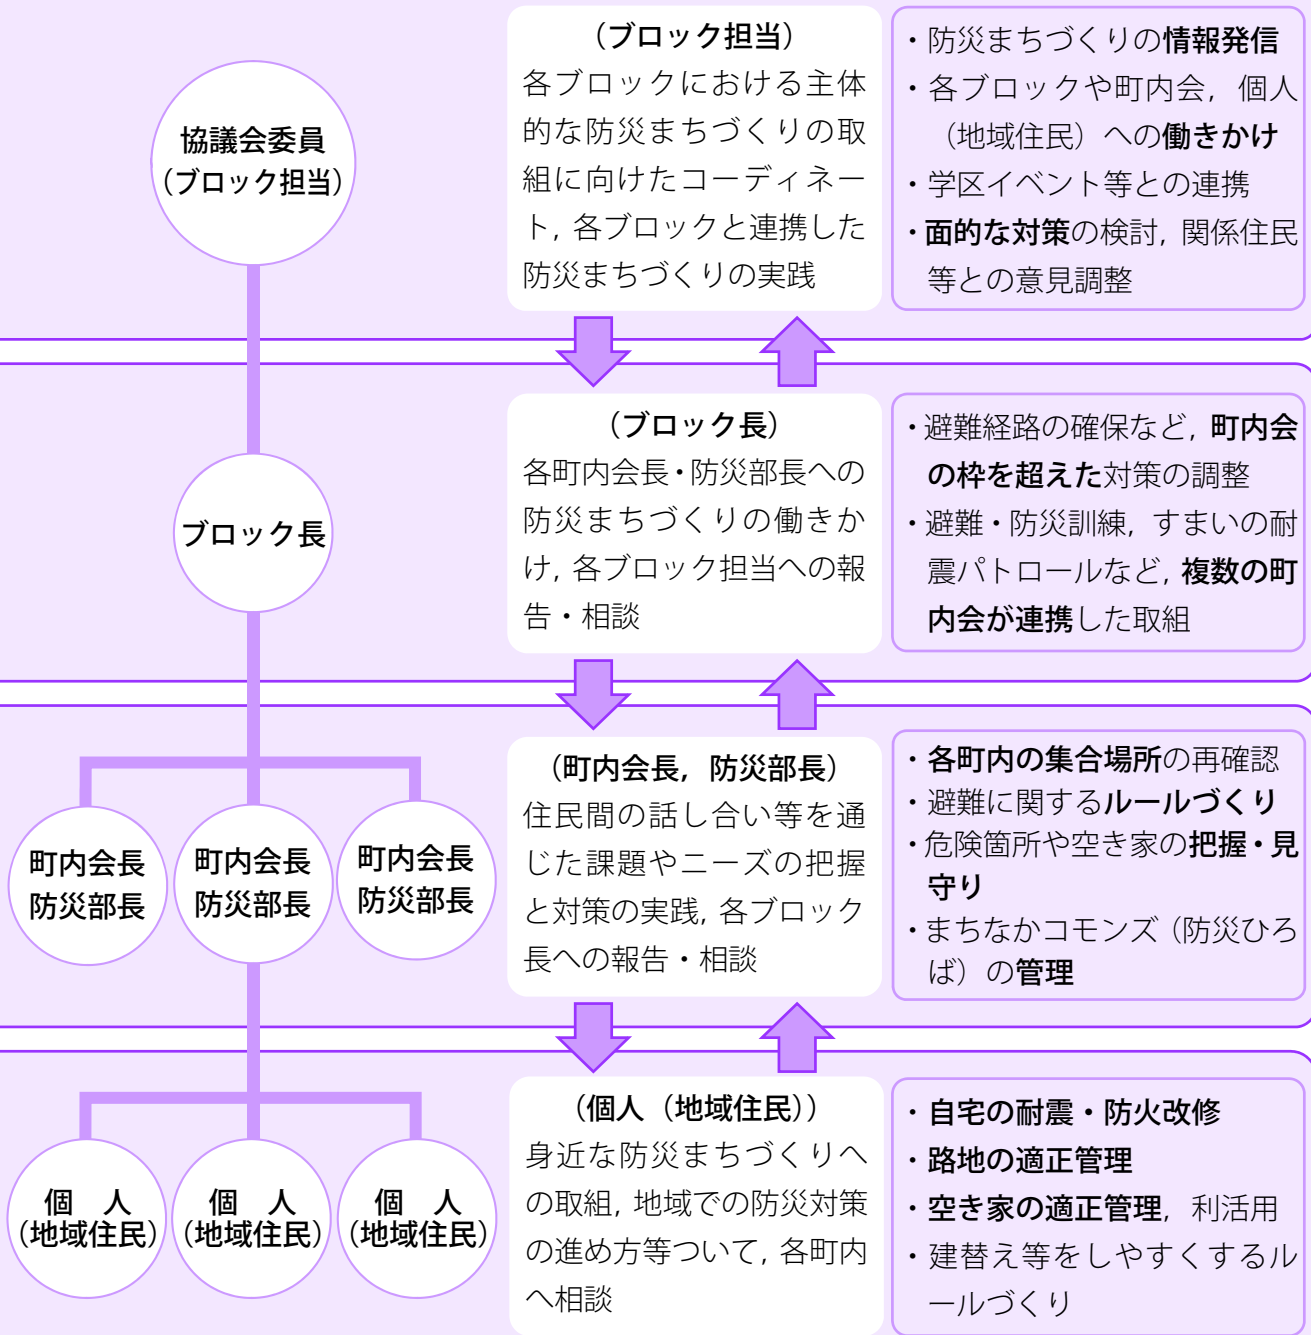 協議会委員
（ブロック担当）
（ブロック担当）
各ブロックにおける主体
的な防災まちづくりの取
組に向けたコーディネー
ト，各ブロックと連携した
防災まちづくりの実践
・防災まちづくりの情報発信
・各ブロックや町内会，個人
（地域住民）への働きかけ
・学区イベント等との連携
・面的な対策の検討，関係住民
等との意見調整
ブロック長
（ブロック長）
各町内会長・防災部長への
防災まちづくりの働きか
け，各ブロック担当への報
告・相談
・避難経路の確保など，町内会
の枠を超えた対策の調整
・避難・防災訓練，すまいの耐
震パトロールなど，複数の町
内会が連携した取組
町内会長
防災部長
町内会長
防災部長
町内会長
防災部長
（町内会長，防災部長）
住民間の話し合い等を通
じた課題やニーズの把握
と対策の実践，各ブロック
長への報告・相談
・各町内の集合場所の再確認
・避難に関するルールづくり
・危険箇所や空き家の把握・見
守り
・まちなかコモンズ（防災ひろ
ば）の管理
個　人
（地域住民）
個　人
（地域住民）
個　人
（地域住民）
（個人（地域住民））
身近な防災まちづくりへ
の取組，地域での防災対策
の進め方等ついて，各町内
へ相談
・自宅の耐震・防火改修
・路地の適正管理
・空き家の適正管理，利活用
・建替え等をしやすくするル
ールづくり